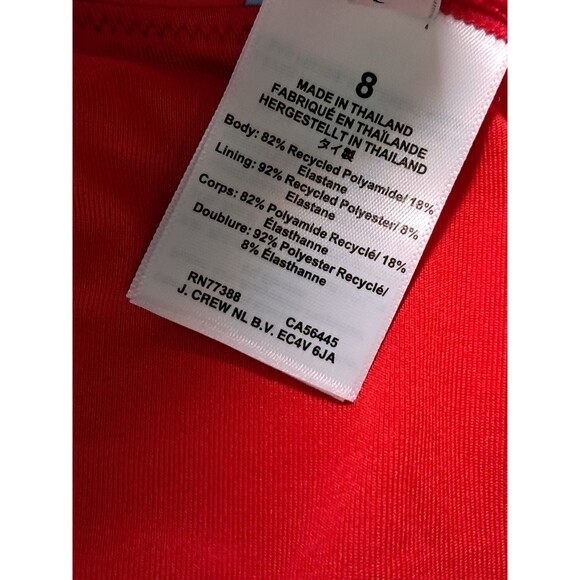 8
MADE IN THAILAND
FABRIQUÉ EN THAÏLANDE
HERGESTELLT IN THAILAND
タイ製
Body: 82% Recycled Polyamide/ 18%
Elastane
Lining: 92% Recycled Polyester/ 8%
Elastane
Corps: 82% Polyamide Recyclé/ 18%
Élasthanne
Doublure: 92% Polyester Recyclé/
8% Élasthanne
RN77388 CA56445
J. CREW NL B.V. EC4V 6JA